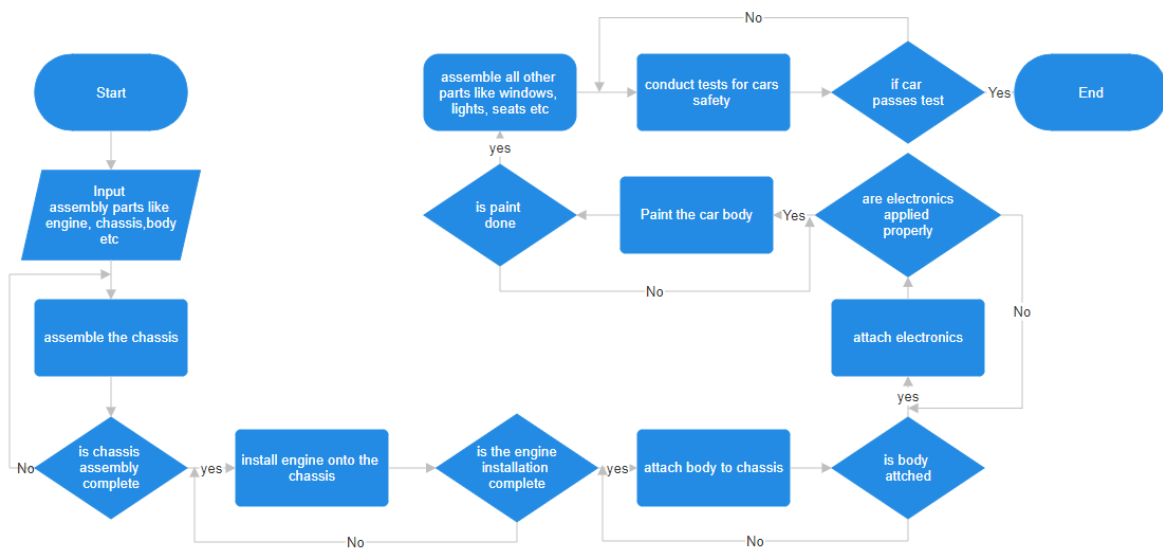 Start
Input
assembly parts like
engine, chassis,body
etc
assemble the chassis
is chassis
assembly
complete
No
yes
install engine onto the
chassis
is the engine
installation
complete
No
yes
attach body to chassis
is body
attched
No
yes
attach electronics
are electronics
applied
properly
No
Yes
Paint the car body
is paint
done
No
yes
assemble all other
parts like windows,
lights, seats etc
conduct tests for cars
safety
if car
passes test
No
Yes
End